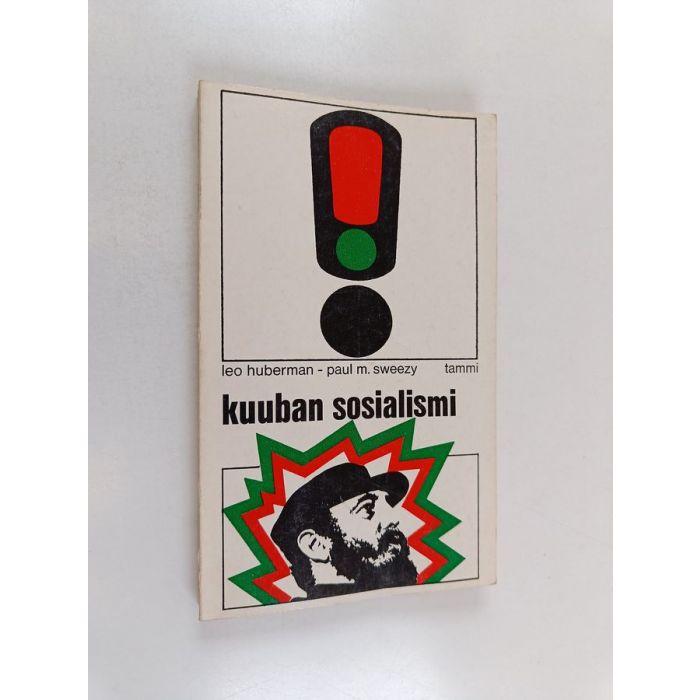 leo huberman - paul m. sweezy tammi
kuuban sosialismi